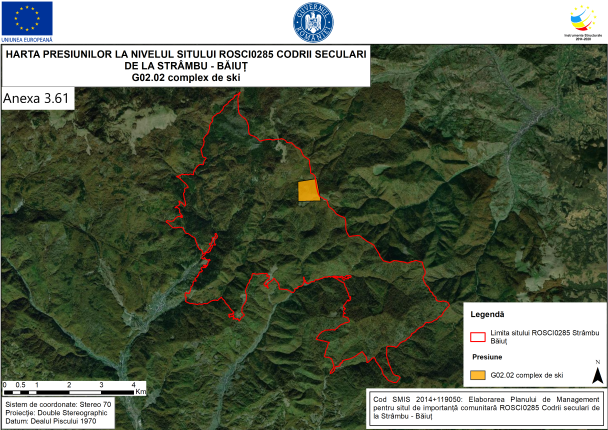 UNIUNEA EUROPEANĂ
GUVERNUL ROMÂNIEI
Instrumente Structurale
2014-2020
HARTA PRESIUNILOR LA NIVELUL SITULUI ROSCI0285 CODRII SECULARI
DE LA STRÂMBU - BĂIUȚ
G02.02 complex de ski
Anexa 3.61
Legendă
Limita sitului ROSCI0285 Strâmbu
Băiuț
Presiune
G02.02 complex de ski
N
0 0.5 1 2 3 4
Km
Sistem de coordonate: Stereo 70
Proiecție: Double Stereographic
Datum: Dealul Piscului 1970
Cod SMIS 2014+119050: Elaborarea Planului de Management
pentru situl de importanță comunitară ROSCI0285 Codrii seculari de
la Strâmbu - Băiuț